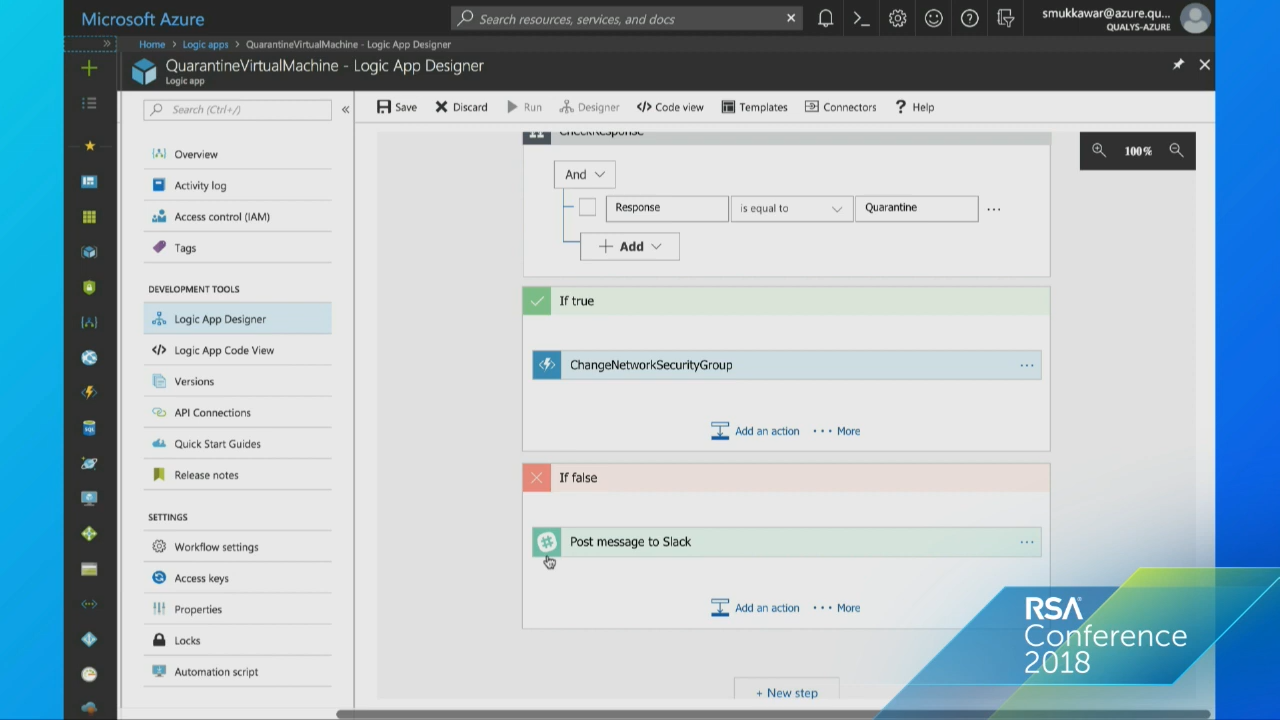 Microsoft Azure
Search resources, services, and docs
smukkawar@azure.qu...
QUALYS-AZURE
Home > Logic apps > QuarantineVirtualMachine - Logic App Designer
QuarantineVirtualMachine - Logic App Designer
Logic app
Search (Ctrl+/)
Save Discard Run Designer Code view Templates Connectors Help
Overview
Activity log
Access control (IAM)
Tags
DEVELOPMENT TOOLS
Logic App Designer
Logic App Code View
Versions
API Connections
Quick Start Guides
Release notes
SETTINGS
Workflow settings
Access keys
Properties
Locks
Automation script
CheckResponse
100%
And
Response is equal to Quarantine ...
+ Add
If true
ChangeNetworkSecurityGroup ...
Add an action ... More
If false
Post message to Slack ...
Add an action ... More
+ New step
RSA
Conference
2018